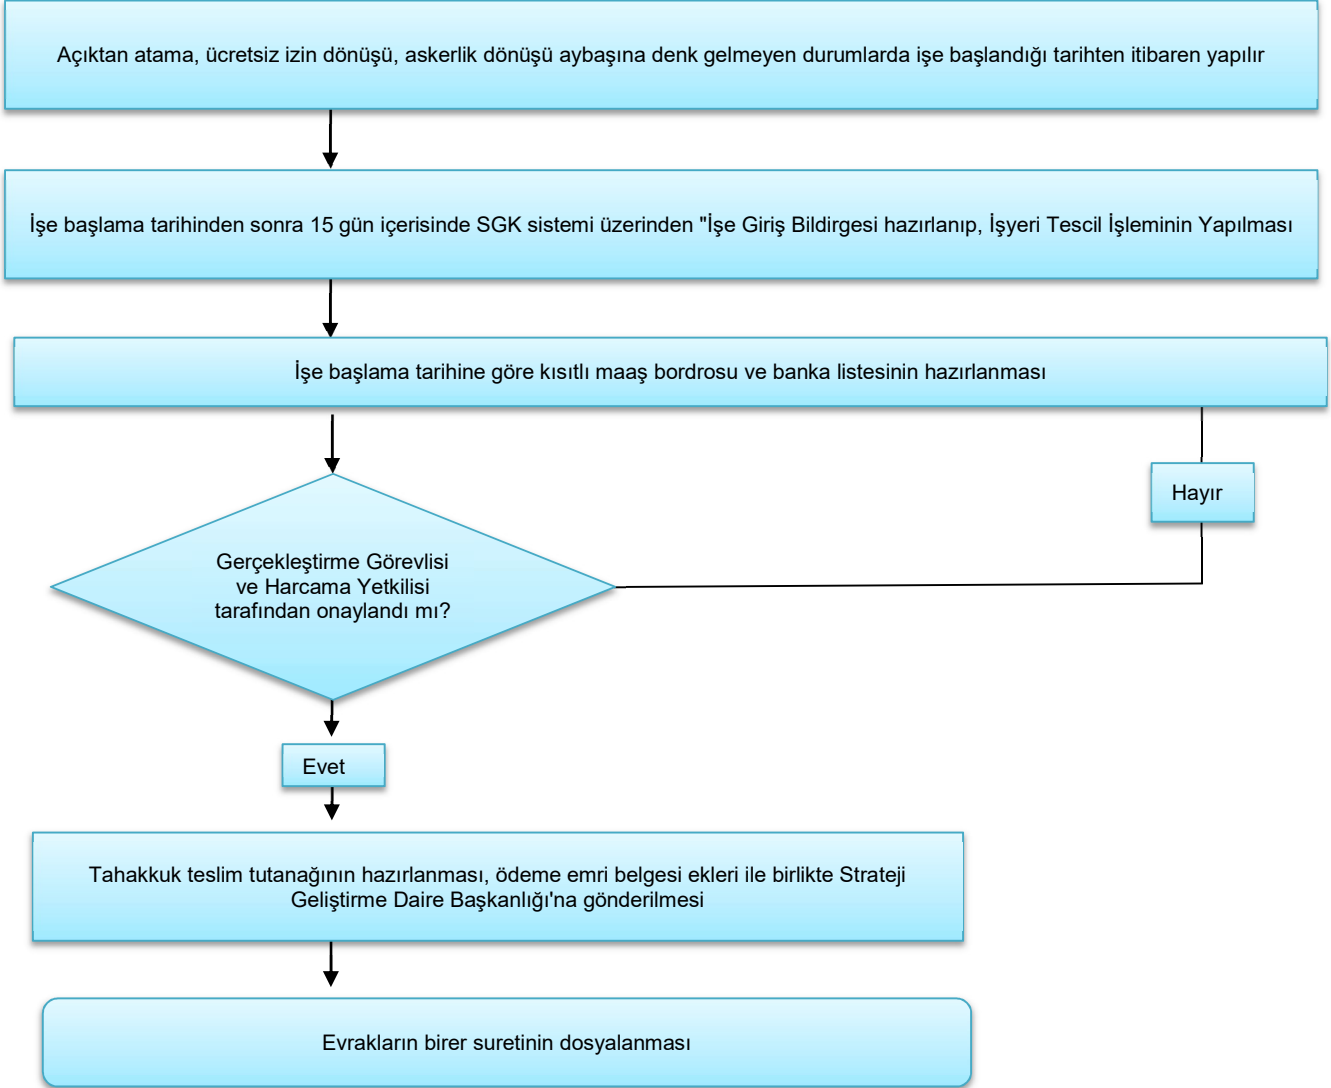 Açıktan atama, ücretsiz izin dönüşü, askerlik dönüşü aybaşına denk gelmeyen durumlarda işe başlandığı tarihten itibaren yapılır
İşe başlama tarihinden sonra 15 gün içerisinde SGK sistemi üzerinden "İşe Giriş Bildirgesi hazırlanıp, İşyeri Tescil İşleminin Yapılması
İşe başlama tarihine göre kısıtlı maaş bordrosu ve banka listesinin hazırlanması
Hayır
Gerçekleştirme Görevlisi
ve Harcama Yetkilisi
tarafından onaylandı mı?
Evet
Tahakkuk teslim tutanağının hazırlanması, ödeme emri belgesi ekleri ile birlikte Strateji
Geliştirme Daire Başkanlığı'na gönderilmesi
Evrakların birer suretinin dosyalanması